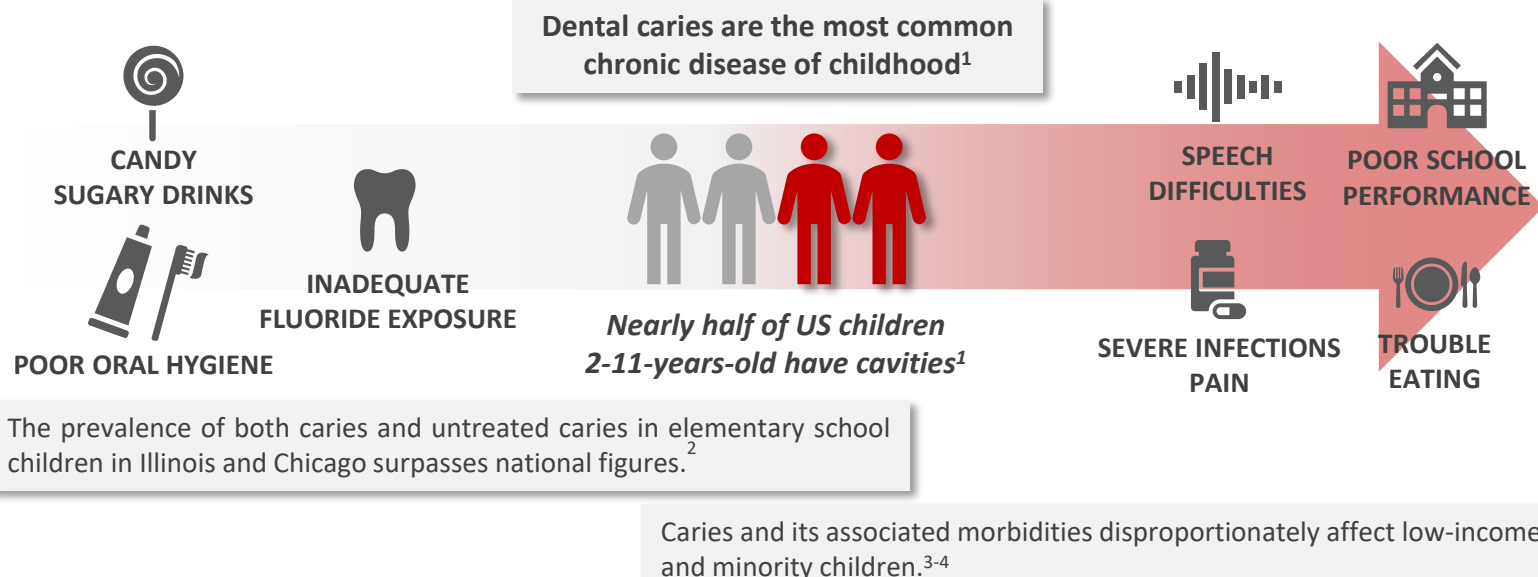 Dental caries are the most common
chronic disease of childhood¹
CANDY
SUGARY DRINKS
POOR ORAL HYGIENE
INADEQUATE
FLUORIDE EXPOSURE
Nearly half of US children
2-11-years-old have cavities¹
SPEECH
DIFFICULTIES
POOR SCHOOL
PERFORMANCE
SEVERE INFECTIONS
PAIN
TROUBLE
EATING
The prevalence of both caries and untreated caries in elementary school
children in Illinois and Chicago surpasses national figures.²
Caries and its associated morbidities disproportionately affect low-income
and minority children.³⁻⁴